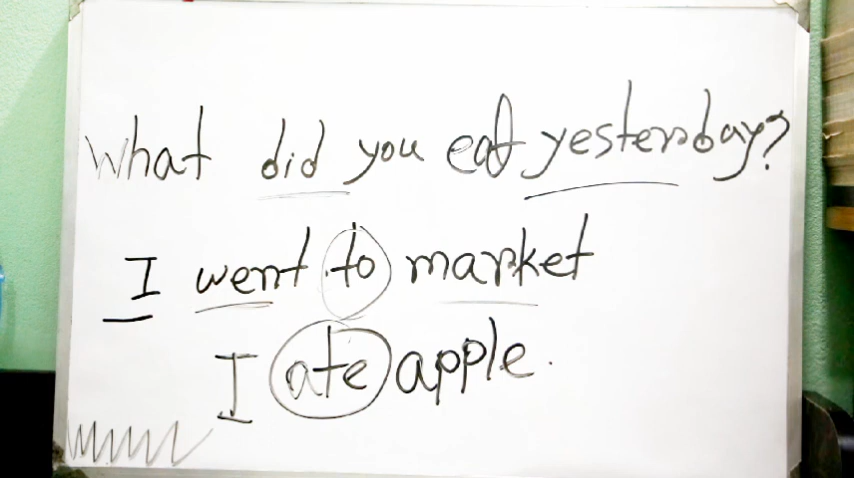 What did you eat yesterday?
I went to market
I ate apple.